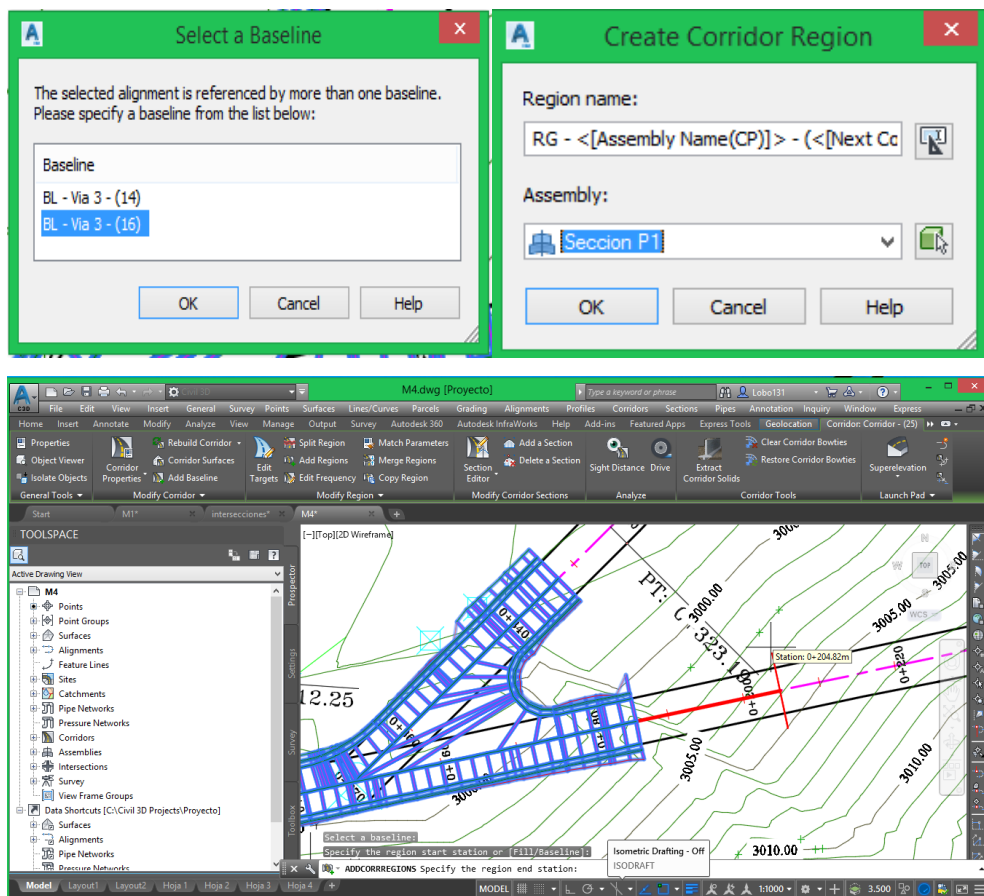 Select a Baseline
The selected alignment is referenced by more than one baseline.
Please specify a baseline from the list below:
Baseline
BL - Via 3 - (14)
BL - Via 3 - (16)
OK Cancel Help
Create Corridor Region
Region name:
RG - <[Assembly Name(CP)]> - (<[Next Co
Assembly:
Seccion P1
OK Cancel Help
C3D
Civil 3D
M4.dwg [Proyecto]
Type a keyword or phrase
Lobo131
File Edit View Insert General Survey Points Surfaces Lines/Curves Parcels Grading Alignments Profiles Corridors Sections Pipes Annotation Inquiry Window Express
Home Insert Annotate Modify Analyze View Manage Output Survey Autodesk 360 Autodesk InfraWorks Help Add-ins Featured Apps Express Tools Geolocation Corridor: Corridor - (25)
Properties
Object Viewer
Isolate Objects
General Tools
Corridor Properties
Rebuild Corridor
Corridor Surfaces
Add Baseline
Modify Corridor
Edit Targets
Split Region
Add Regions
Edit Frequency
Match Parameters
Merge Regions
Copy Region
Modify Region
Section Editor
Add a Section
Delete a Section
Modify Corridor Sections
Sight Distance Drive
Analyze
Extract Corridor Solids
Clear Corridor Bowties
Restore Corridor Bowties
Corridor Tools
Superelevation
Launch Pad
Start M1* intersecciones* M4*
TOOLSPACE
Active Drawing View
M4
Points
Point Groups
Surfaces
Alignments
Feature Lines
Sites
Catchments
Pipe Networks
Pressure Networks
Corridors
Assemblies
Intersections
Survey
View Frame Groups
Data Shortcuts [C:\Civil 3D Projects\Proyecto]
Surfaces
Alignments
Pipe Networks
Pressure Networks
Prospector
Settings
Survey
Toolbox
[−][Top][2D Wireframe]
N
W
TOP
WCS
3000.00
3005.00
3005.00
Station: 0+204.82m
0+220
0+200
0+340
12.25
3005.00
3010.00
3010.00
Select a baseline:
Specify the region start station or [Fill/Baseline]:
ADDCORRREGIONS Specify the region end station:
Isometric Drafting - Off
ISODRAFT
Model Layout1 Layout2 Hoja 1 Hoja 2 Hoja 3 Hoja 4 +
MODEL 1:1000 3.500